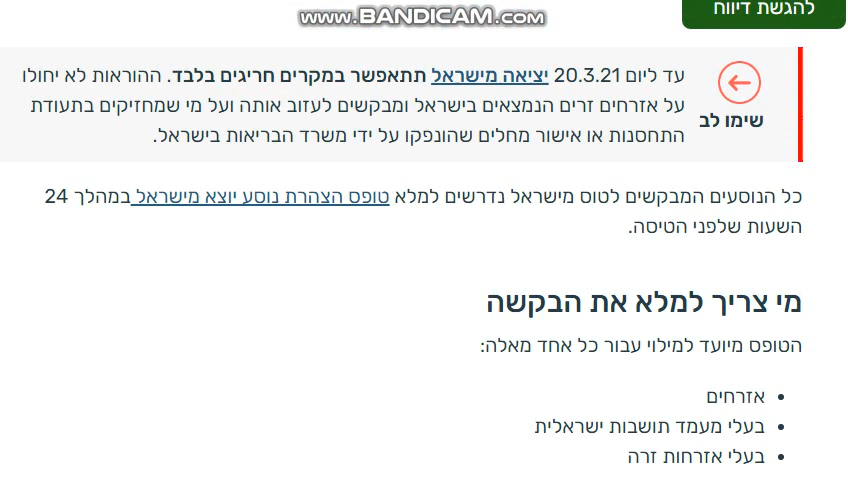 www.BANDICAM.com
להגשת דיווח
שימו לב
עד ליום 20.3.21 יציאה מישראל תתאפשר במקרים חריגים בלבד. ההוראות לא יחולו
על אזרחים זרים הנמצאים בישראל ומבקשים לעזוב אותה ועל מי שמחזיקים בתעודת
התחסנות או אישור מחלים שהונפקו על ידי משרד הבריאות בישראל.
כל הנוסעים המבקשים לטוס מישראל נדרשים למלא טופס הצהרת נוסע יוצא מישראל במהלך 24
השעות שלפני הטיסה.
מי צריך למלא את הבקשה
הטופס מיועד למילוי עבור כל אחד מאלה:
• אזרחים
• בעלי מעמד תושבות ישראלית
• בעלי אזרחות זרה